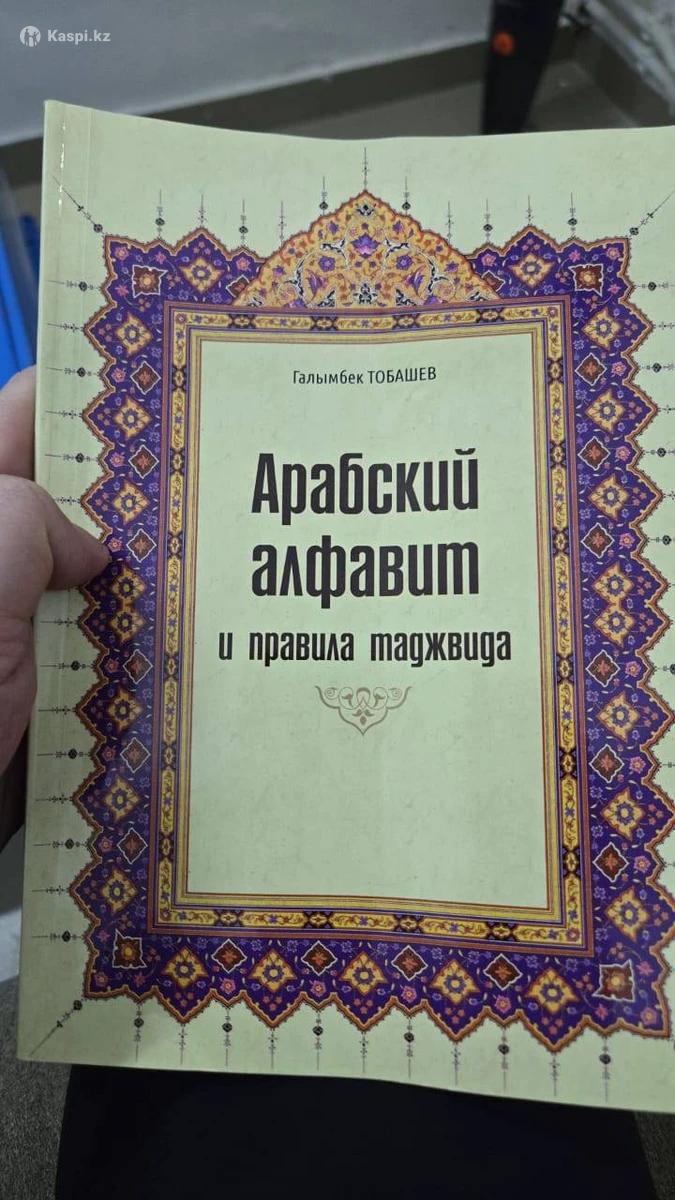 Kaspi.kz
Галымбек ТОБАШЕВ
Арабский
алфавит
и правила таджвида